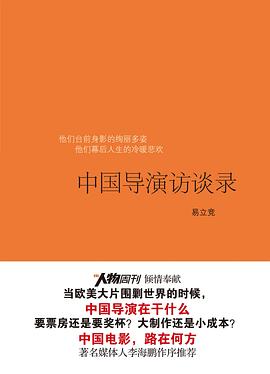 他们台前身影的绚丽多姿
他们幕后人生的冷暖悲欢
中国导演访谈录
易立竞
人物周刊 倾情奉献
当欧美大片围剿世界的时候，
中国导演在干什么
要票房还是要奖杯？大制作还是小成本？
中国电影，路在何方
著名媒体人李海鹏作序推荐